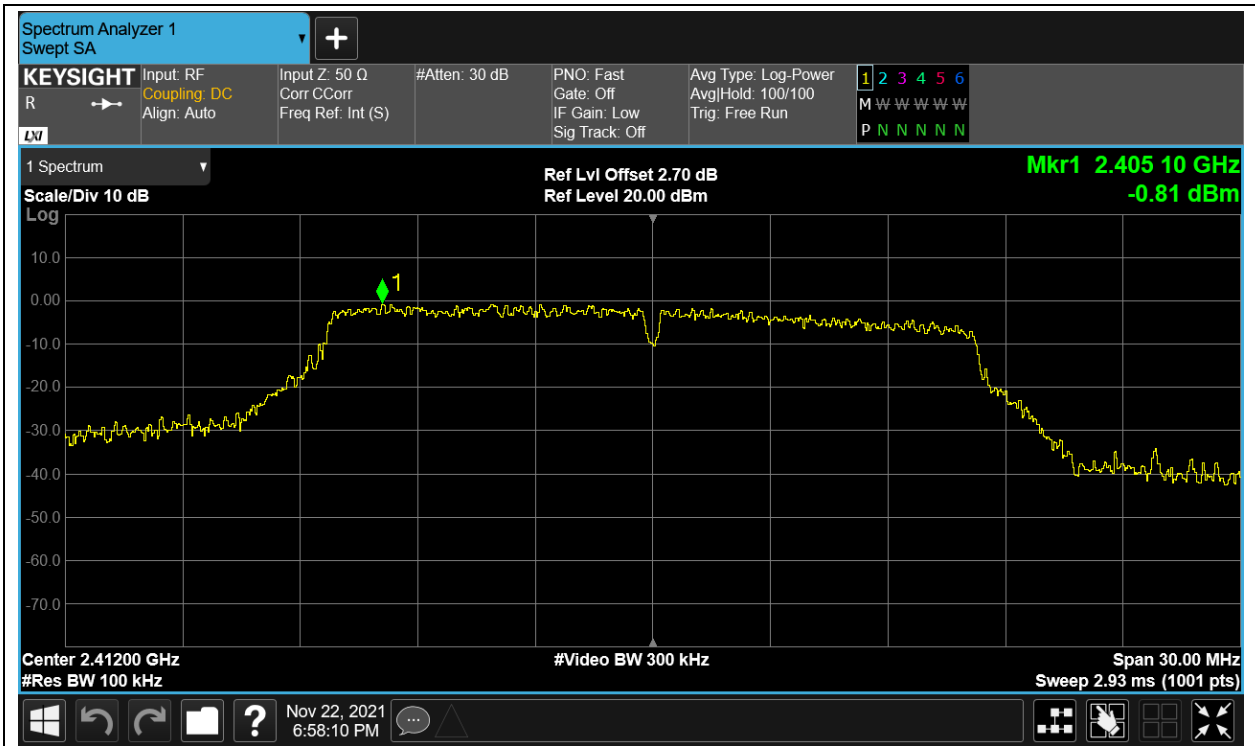 Spectrum Analyzer 1
Swept SA
KEYSIGHT
R
LXI
Input: RF
Coupling: DC
Align: Auto
Input Z: 50 Ω
Corr CCorr
Freq Ref: Int (S)
#Atten: 30 dB
PNO: Fast
Gate: Off
IF Gain: Low
Sig Track: Off
Avg Type: Log-Power
Avg|Hold: 100/100
Trig: Free Run
1 2 3 4 5 6
M W W W W W
P N N N N N
1 Spectrum
Scale/Div 10 dB
Log
Ref Lvl Offset 2.70 dB
Ref Level 20.00 dBm
Mkr1 2.405 10 GHz
-0.81 dBm
10.0
0.00
-10.0
-20.0
-30.0
-40.0
-50.0
-60.0
-70.0
1
Center 2.41200 GHz
#Res BW 100 kHz
#Video BW 300 kHz
Span 30.00 MHz
Sweep 2.93 ms (1001 pts)
?
Nov 22, 2021
6:58:10 PM